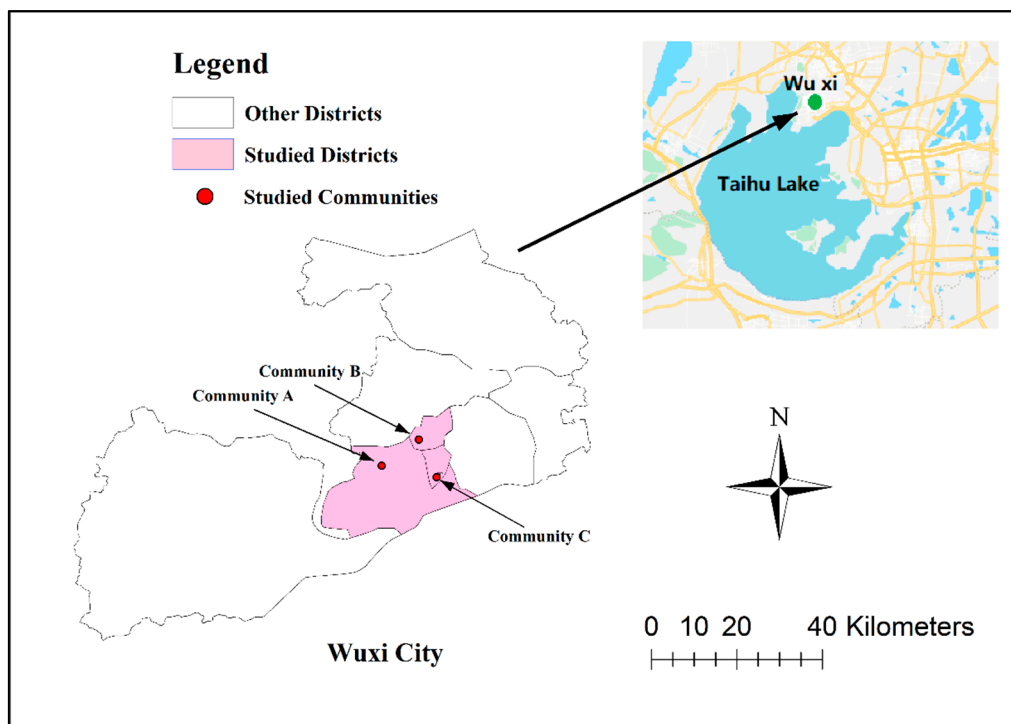 Legend
Other Districts
Studied Districts
Studied Communities
Wu xi
Taihu Lake
Community B
Community A
Community C
N
Wuxi City
0 10 20 40 Kilometers